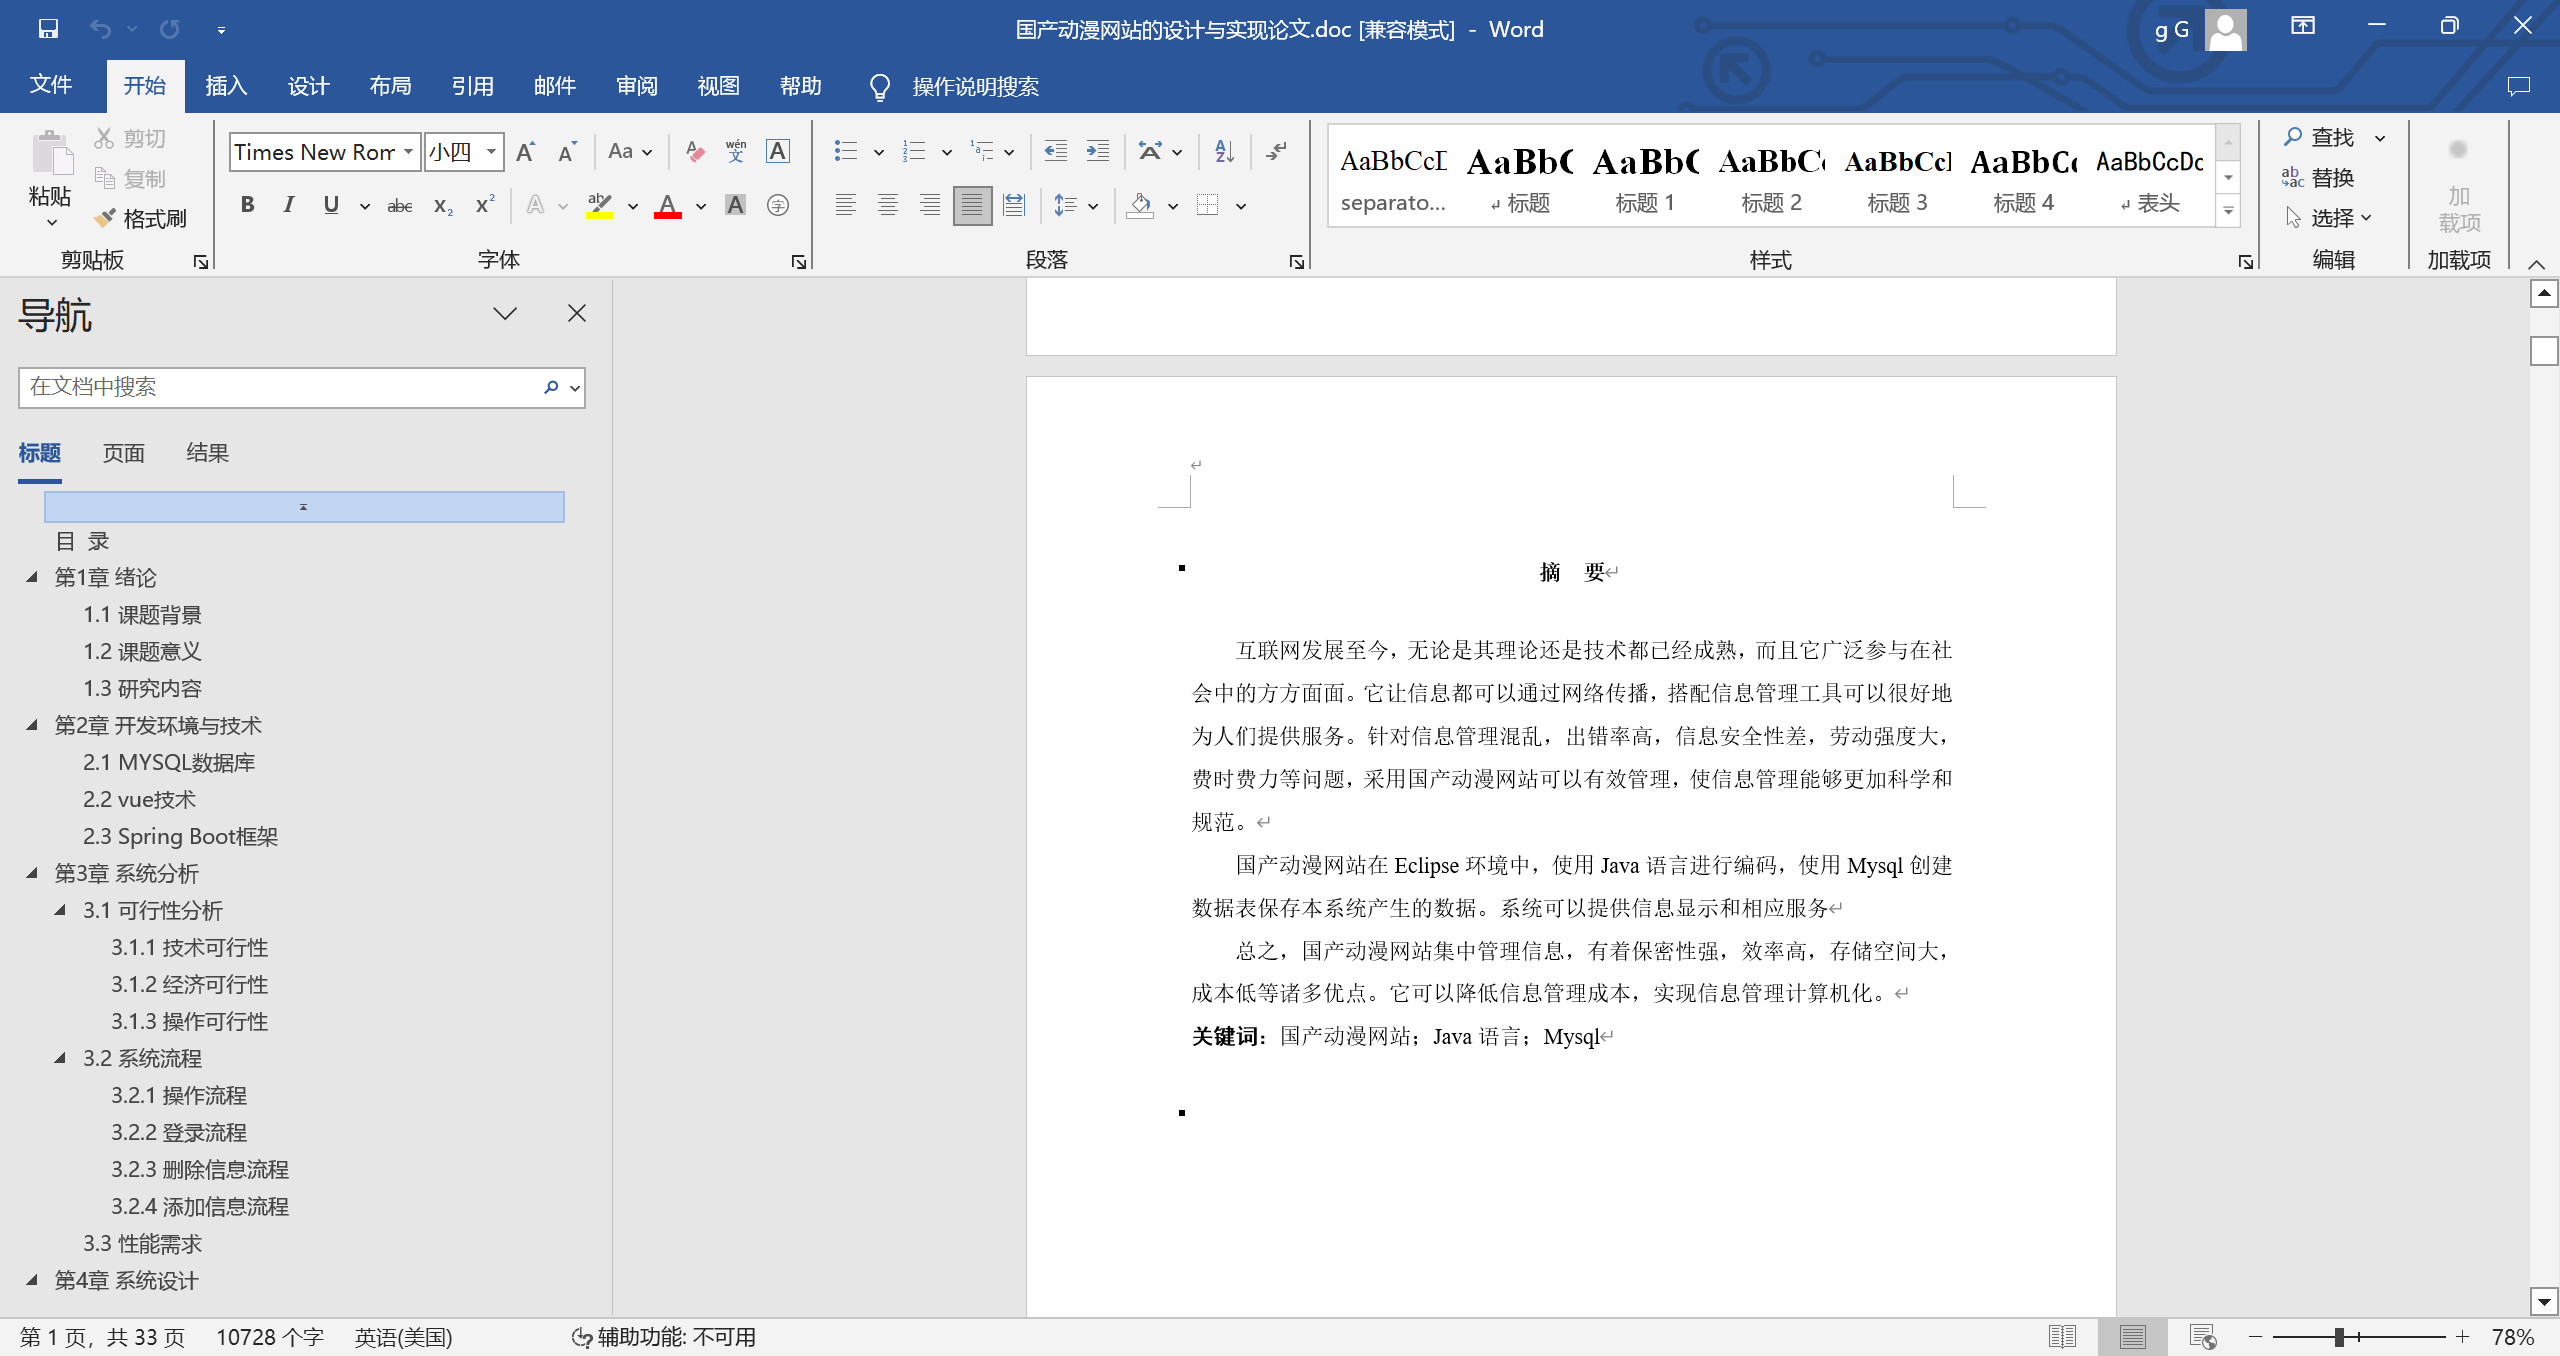 国产动漫网站的设计与实现论文.doc [兼容模式] - Word
g G
文件 开始 插入 设计 布局 引用 邮件 审阅 视图 帮助 操作说明搜索
粘贴
剪切
复制
格式刷
剪贴板
Times New Ror 小四
字体
段落
AaBbCcD AaBbC AaBbC AaBbC AaBbCcI AaBbCc AaBbCcDc
separato... 标题 标题 1 标题 2 标题 3 标题 4 表头
样式
查找
替换
选择
编辑
加
载项
加载项
导航
在文档中搜索
标题 页面 结果
目 录
第1章 绪论
1.1 课题背景
1.2 课题意义
1.3 研究内容
第2章 开发环境与技术
2.1 MYSQL数据库
2.2 vue技术
2.3 Spring Boot框架
第3章 系统分析
3.1 可行性分析
3.1.1 技术可行性
3.1.2 经济可行性
3.1.3 操作可行性
3.2 系统流程
3.2.1 操作流程
3.2.2 登录流程
3.2.3 删除信息流程
3.2.4 添加信息流程
3.3 性能需求
第4章 系统设计
摘 要
互联网发展至今，无论是其理论还是技术都已经成熟，而且它广泛参与在社
会中的方方面面。它让信息都可以通过网络传播，搭配信息管理工具可以很好地
为人们提供服务。针对信息管理混乱，出错率高，信息安全性差，劳动强度大，
费时费力等问题，采用国产动漫网站可以有效管理，使信息管理能够更加科学和
规范。
国产动漫网站在 Eclipse 环境中，使用 Java 语言进行编码，使用 Mysql 创建
数据表保存本系统产生的数据。系统可以提供信息显示和相应服务
总之，国产动漫网站集中管理信息，有着保密性强，效率高，存储空间大，
成本低等诸多优点。它可以降低信息管理成本，实现信息管理计算机化。
关键词：国产动漫网站；Java 语言；Mysql
第 1 页，共 33 页 10728 个字 英语(美国) 辅助功能: 不可用 78%